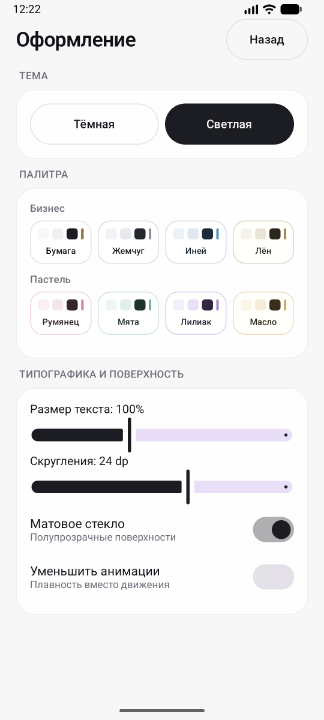 12:22
Оформление
Назад
ТЕМА
Тёмная
Светлая
ПАЛИТРА
Бизнес
Бумага
Жемчуг
Иней
Лён
Пастель
Румянец
Мята
Лилиак
Масло
ТИПОГРАФИКА И ПОВЕРХНОСТЬ
Размер текста: 100%
Скругления: 24 dp
Матовое стекло
Полупрозрачные поверхности
Уменьшить анимации
Плавность вместо движения